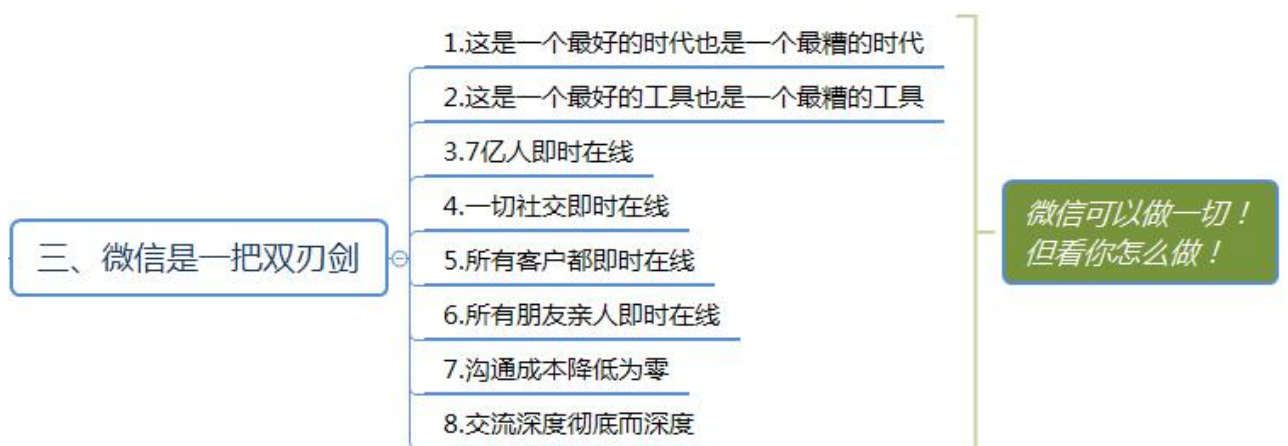 三、微信是一把双刃剑
1.这是一个最好的时代也是一个最糟的时代
2.这是一个最好的工具也是一个最糟的工具
3.7亿人即时在线
4.一切社交即时在线
5.所有客户都即时在线
6.所有朋友亲人即时在线
7.沟通成本降低为零
8.交流深度彻底而深度
微信可以做一切！
但看你怎么做！